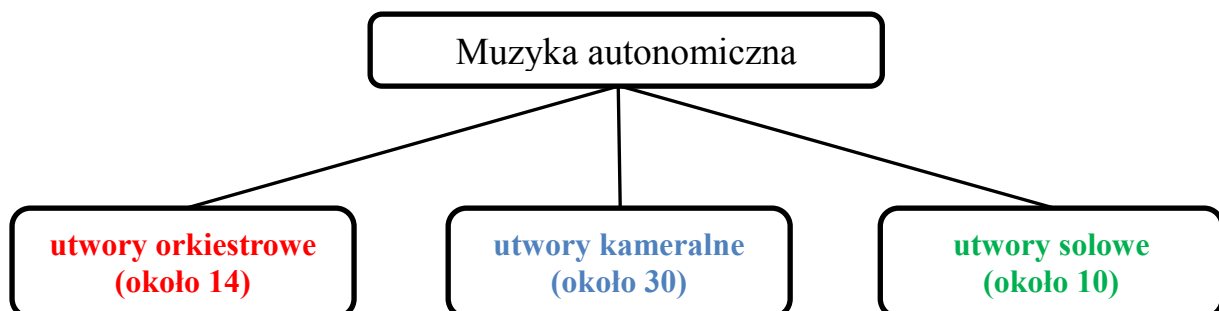 Muzyka autonomiczna
utwory orkiestrowe
(około 14)
utwory kameralne
(około 30)
utwory solowe
(około 10)